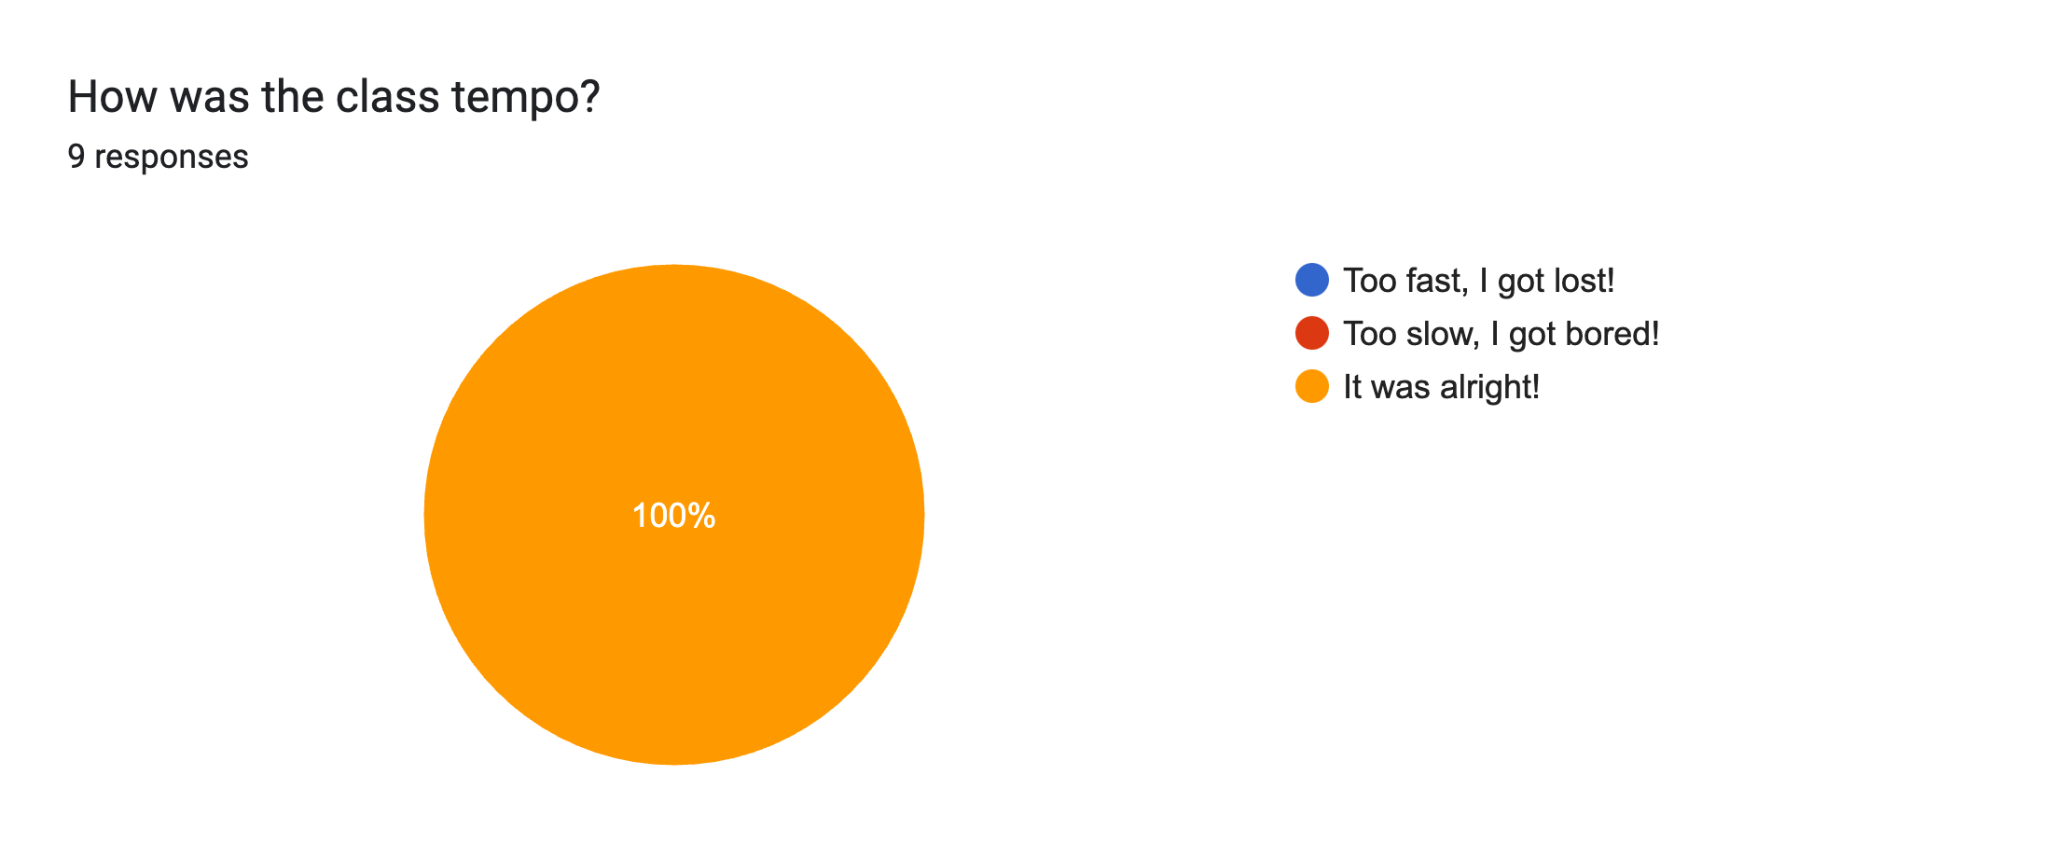 How was the class tempo?
9 responses
100%
Too fast, I got lost!
Too slow, I got bored!
It was alright!